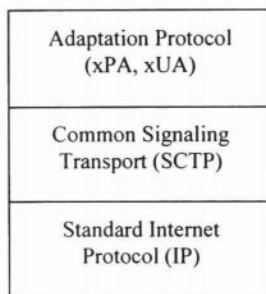 Adaptation Protocol
(xPA, xUA)
Common Signaling
Transport (SCTP)
Standard Internet
Protocol (IP)